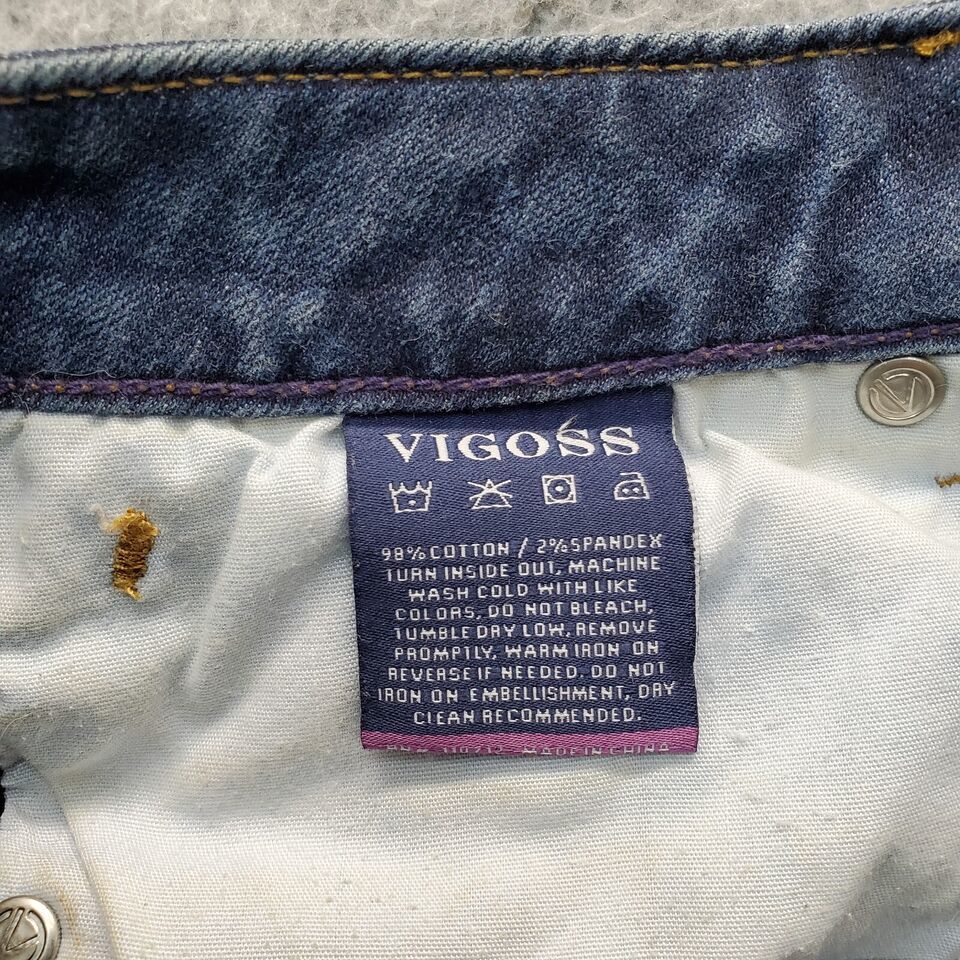 VIGOSS
98% COTTON / 2% SPANDEX
TURN INSIDE OUT, MACHINE
WASH COLD WITH LIKE
COLORS, DO NOT BLEACH,
TUMBLE DRY LOW, REMOVE
PROMPTLY, WARM IRON ON
REVERSE IF NEEDED. DO NOT
IRON ON EMBELLISHMENT, DRY
CLEAN RECOMMENDED.
MADE IN CHINA